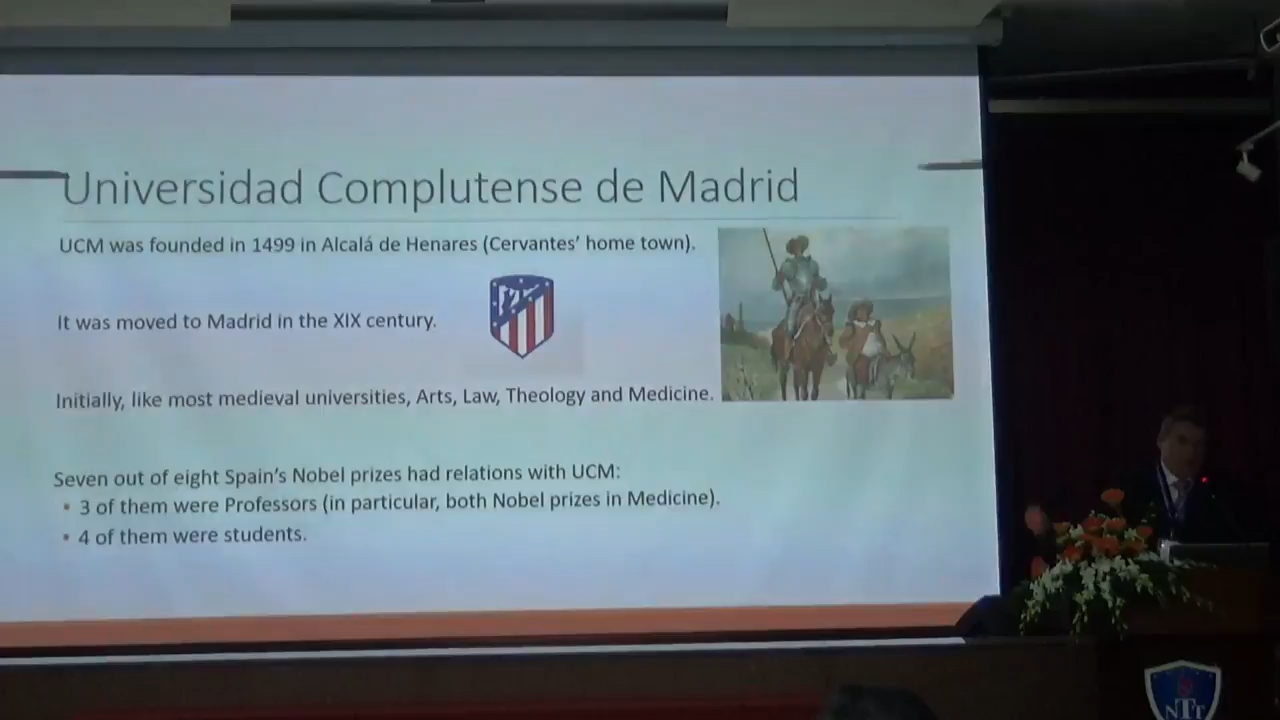 Universidad Complutense de Madrid
UCM was founded in 1499 in Alcalá de Henares (Cervantes’ home town).
It was moved to Madrid in the XIX century.
Initially, like most medieval universities, Arts, Law, Theology and Medicine.
Seven out of eight Spain’s Nobel prizes had relations with UCM:
• 3 of them were Professors (in particular, both Nobel prizes in Medicine).
• 4 of them were students.
NTT